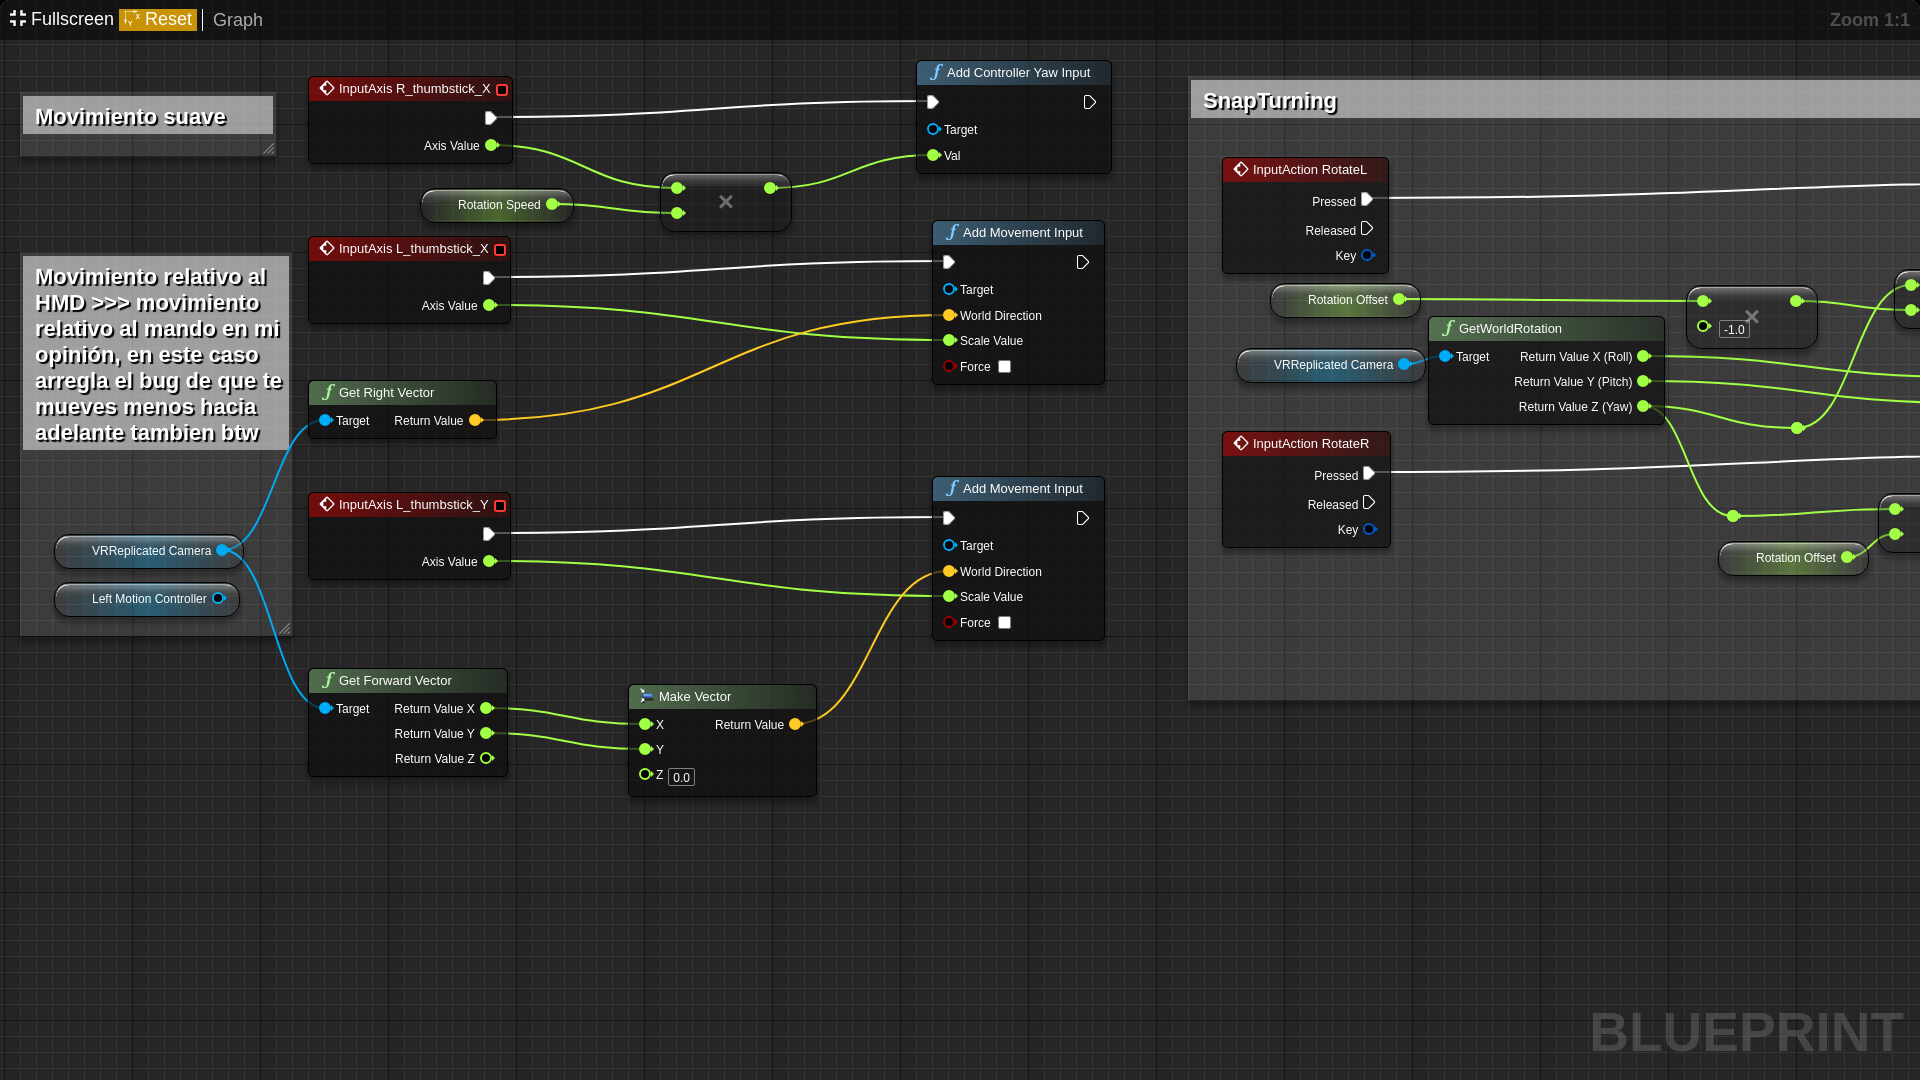 Fullscreen Reset Graph Zoom 1:1
Movimiento suave
InputAxis R_thumbstick_X
Axis Value
Rotation Speed
Add Controller Yaw Input
Target
Val
Movimiento relativo al
HMD >>> movimiento
relativo al mando en mi
opinión, en este caso
arregla el bug de que te
mueves menos hacia
adelante tambien btw
VRReplicated Camera
Left Motion Controller
InputAxis L_thumbstick_X
Axis Value
Add Movement Input
Target
World Direction
Scale Value
Force
Get Right Vector
Target Return Value
InputAxis L_thumbstick_Y
Axis Value
Add Movement Input
Target
World Direction
Scale Value
Force
Get Forward Vector
Target Return Value X
Return Value Y
Return Value Z
Make Vector
X Return Value
Y
Z 0.0
SnapTurning
InputAction RotateL
Pressed
Released
Key
Rotation Offset
-1.0
VRReplicated Camera
GetWorldRotation
Target Return Value X (Roll)
Return Value Y (Pitch)
Return Value Z (Yaw)
InputAction RotateR
Pressed
Released
Key
Rotation Offset
BLUEPRINT